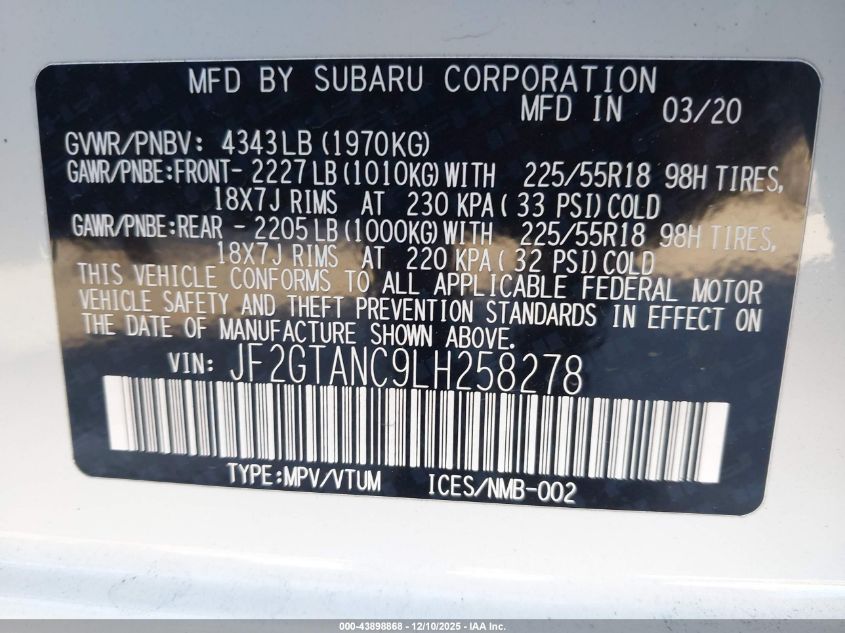 MFD BY SUBARU CORPORATION
MFD IN 03/20
GVWR/PNBV: 4343LB (1970KG)
GAWR/PNBE:FRONT- 2227LB (1010KG) WITH 225/55R18 98H TIRES,
18X7J RIMS AT 230 KPA ( 33 PSI) COLD
GAWR/PNBE:REAR - 2205LB (1000KG) WITH 225/55R18 98H TIRES,
18X7J RIMS AT 220 KPA ( 32 PSI) COLD
THIS VEHICLE CONFORMS TO ALL APPLICABLE FEDERAL MOTOR
VEHICLE SAFETY AND THEFT PREVENTION STANDARDS IN EFFECT ON
THE DATE OF MANUFACTURE SHOWN ABOVE.
VIN: JF2GTANC9LH258278
TYPE:MPV/VTUM ICES/NMB-002
000-43898868 - 12/10/2025 - IAA Inc.